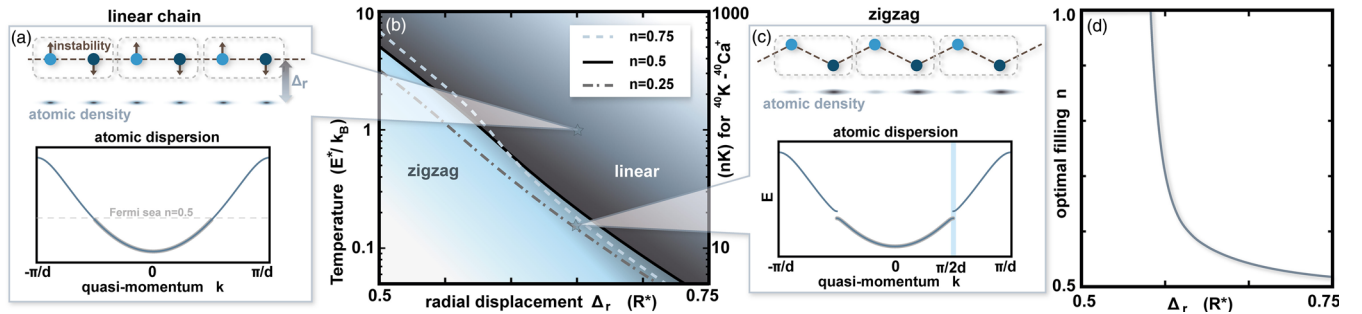 linear chain
(a)
instability
Δr
atomic density
atomic dispersion
Fermi sea n=0.5
-π/d
0
π/d
quasi-momentum k
(b)
10
1
0.1
Temperature (E*/ kB)
n=0.75
n=0.5
n=0.25
zigzag
linear
1000
10
(nK) for 40K -40Ca+
0.5
radial displacement Δr (R*)
0.75
zigzag
(c)
atomic density
atomic dispersion
E
-π/d
0
π/2d
π/d
quasi-momentum k
(d)
1.0
optimal filling n
0.5
0.5
Δr (R*)
0.75